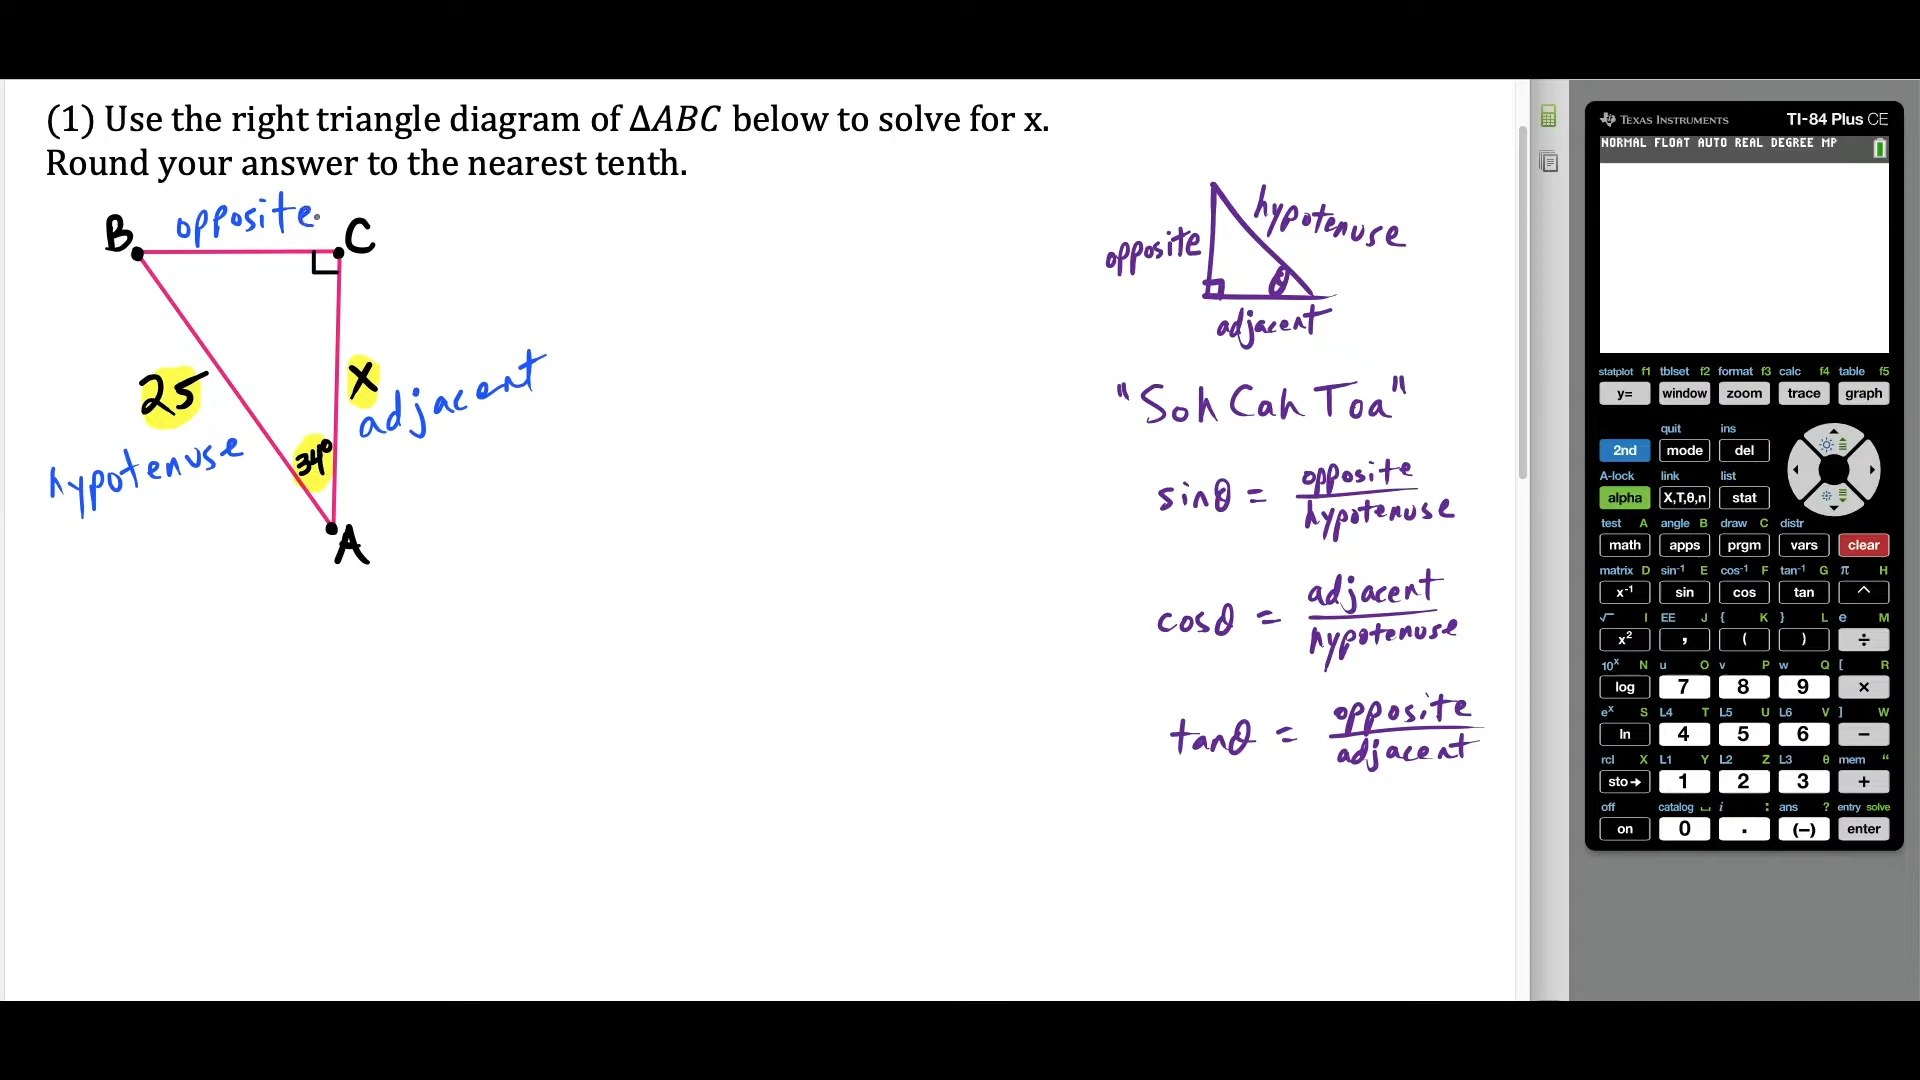 (1) Use the right triangle diagram of ΔABC below to solve for x.
Round your answer to the nearest tenth.
B opposite C
25
x
adjacent
hypotenuse
34°
A
opposite
hypotenuse
θ
adjacent
"Soh Cah Toa"
sinθ = opposite
hypotenuse
cosθ = adjacent
hypotenuse
tanθ = opposite
adjacent
TEXAS INSTRUMENTS TI-84 Plus CE
NORMAL FLOAT AUTO REAL DEGREE MP
statplot f1 tblset f2 format f3 calc f4 table f5
y= window zoom trace graph
quit ins
2nd mode del
A-lock link list
alpha X,T,θ,n stat
test A angle B draw C distr
math apps prgm vars clear
matrix D sin⁻¹ E cos⁻¹ F tan⁻¹ G π H
x⁻¹ sin cos tan ^
√ I EE J { K } L e M
x² , ( ) ÷
10ˣ N u O v P w Q [ R
log 7 8 9 ×
eˣ S L4 T L5 U L6 V ] W
ln 4 5 6 −
rcl X L1 Y L2 Z L3 θ mem “
sto→ 1 2 3 +
off catalog ⎵ i : ans ? entry solve
on 0 . (−) enter